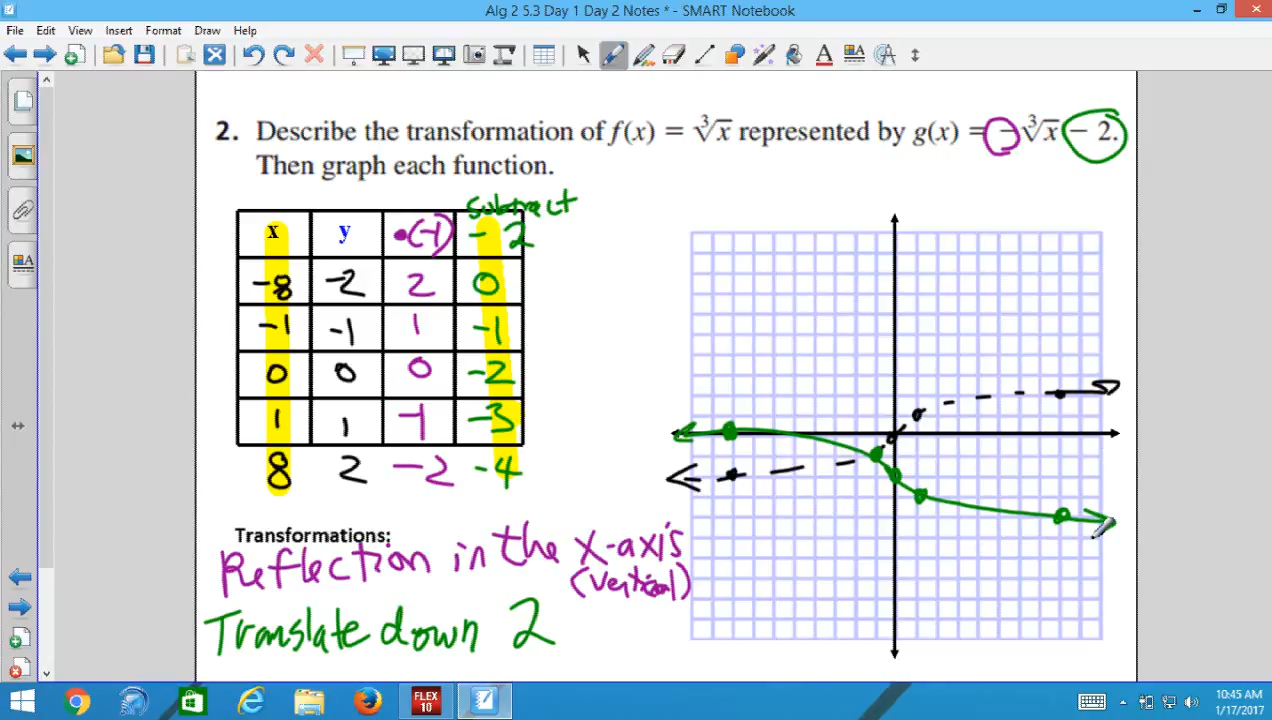 Alg 2 5.3 Day 1 Day 2 Notes * - SMART Notebook
File Edit View Insert Format Draw Help
2. Describe the transformation of f(x) = ∛x represented by g(x) = -∛x - 2.
Then graph each function.
subtract
x y •(-1) - 2
-8 -2 2 0
-1 -1 1 -1
0 0 0 -2
1 1 -1 -3
8 2 -2 -4
Transformations:
Reflection in the x-axis
(vertical)
Translate down 2
FLEX
10
10:45 AM
1/17/2017